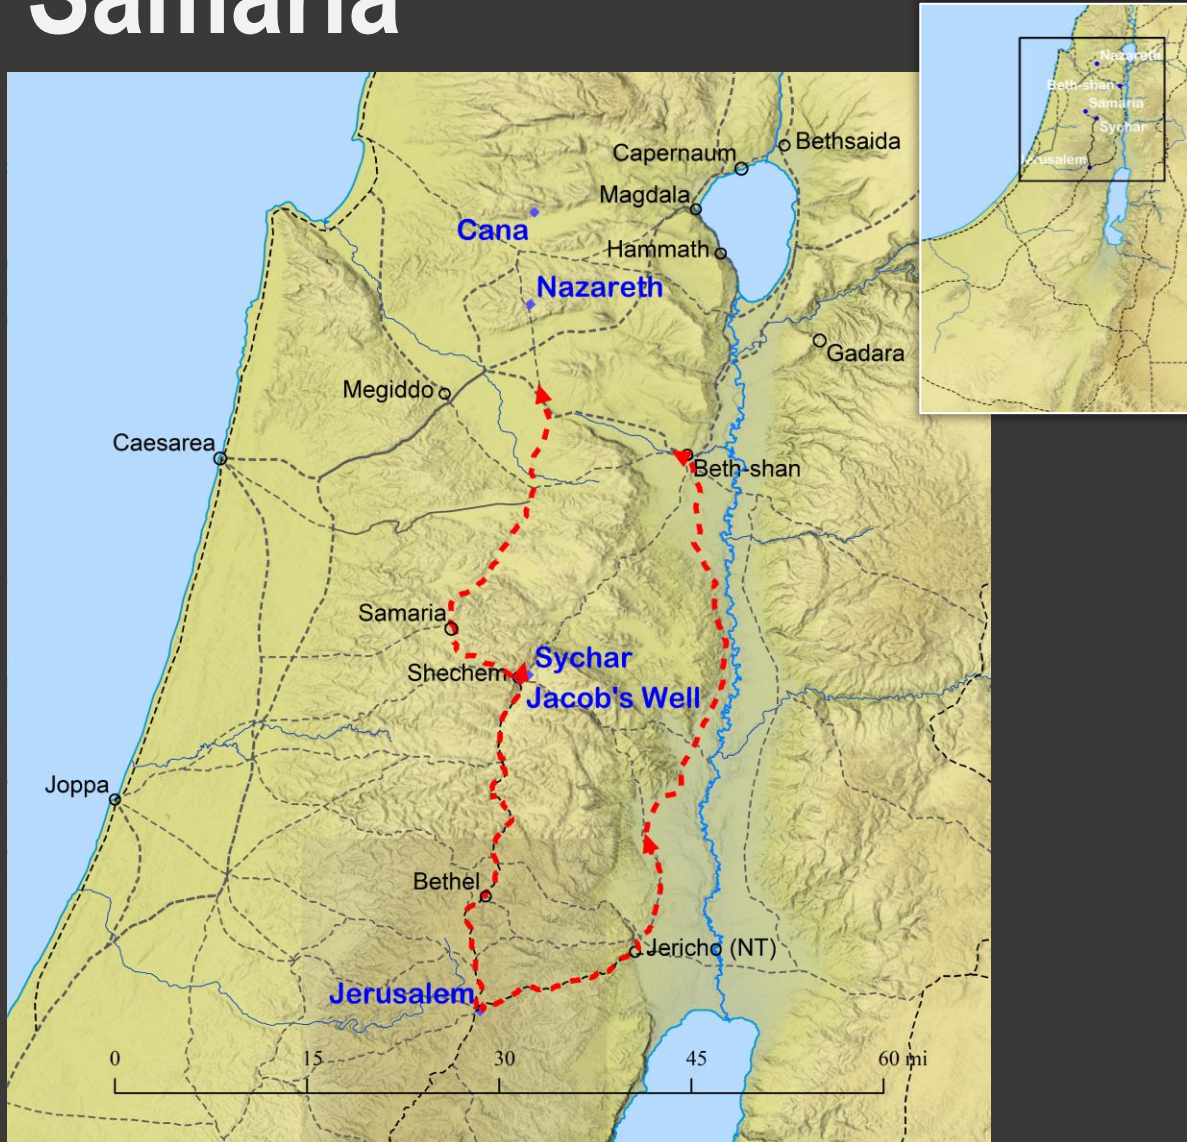 Samaria
Nazareth
Beth-shan
Samaria
Sychar
Jerusalem
Bethsaida
Capernaum
Magdala
Cana
Hammath
Nazareth
Gadara
Megiddo
Caesarea
Beth-shan
Samaria
Sychar
Shechem
Jacob's Well
Joppa
Bethel
Jericho (NT)
Jerusalem
0 15 30 45 60 mi